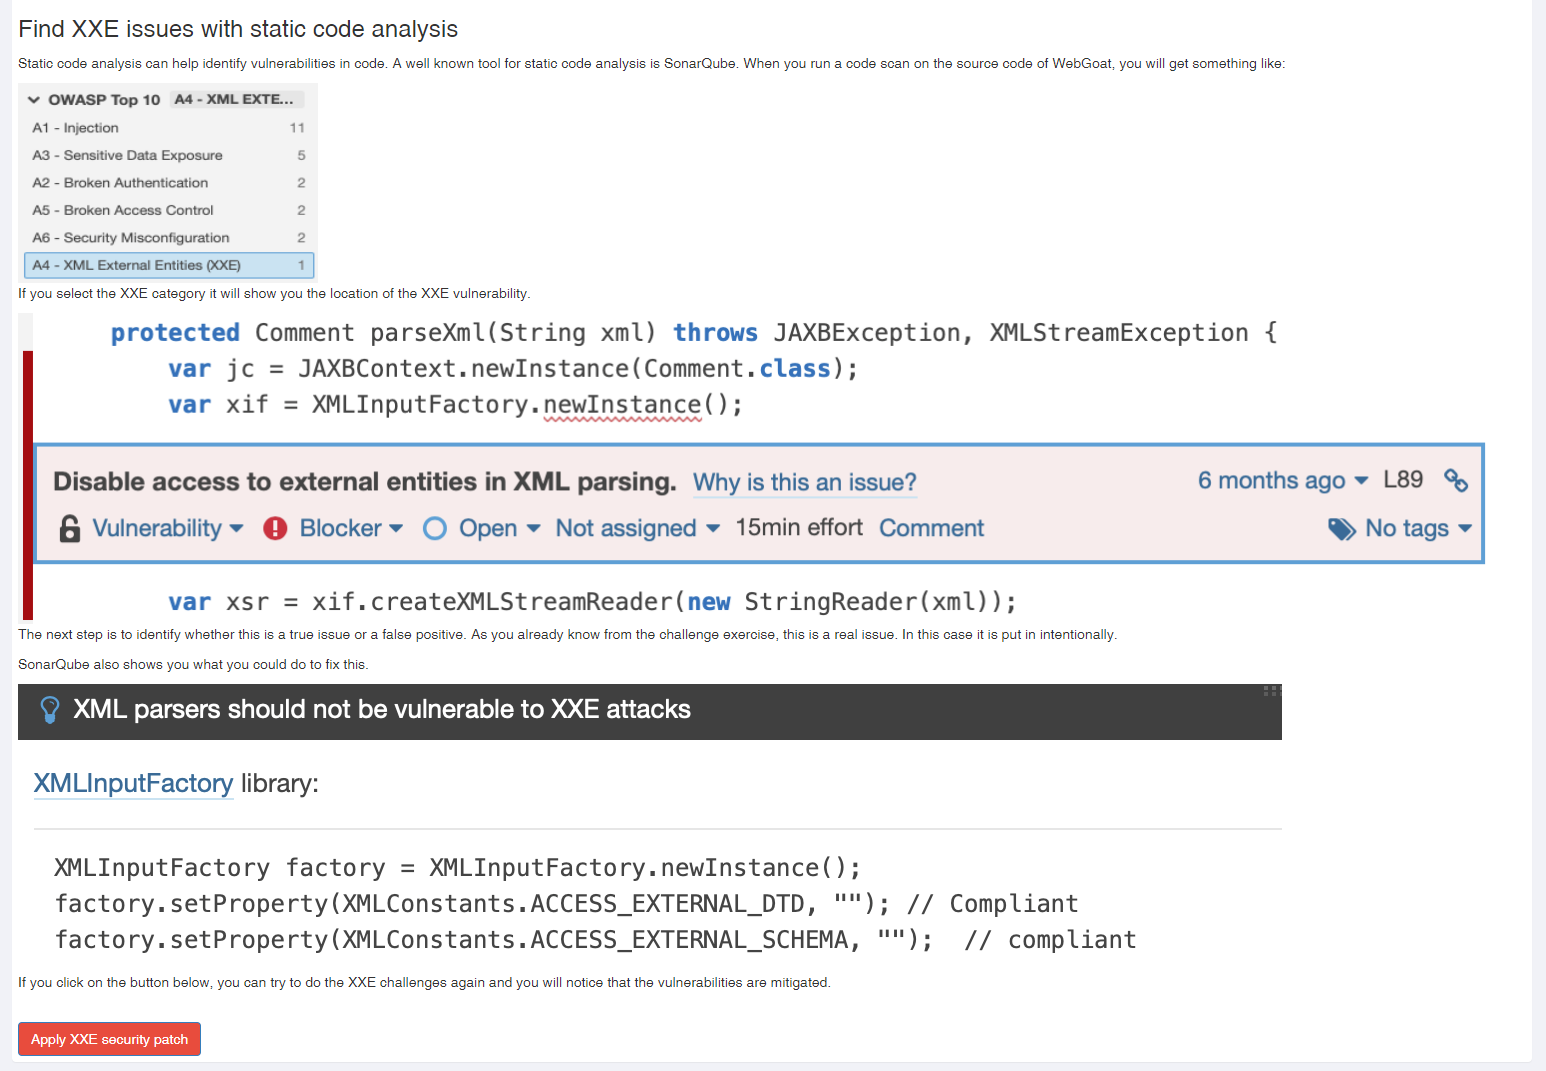 Find XXE issues with static code analysis
Static code analysis can help identify vulnerabilities in code. A well known tool for static code analysis is SonarQube. When you run a code scan on the source code of WebGoat, you will get something like:
OWASP Top 10 A4 - XML EXTE...
A1 - Injection 11
A3 - Sensitive Data Exposure 5
A2 - Broken Authentication 2
A5 - Broken Access Control 2
A6 - Security Misconfiguration 2
A4 - XML External Entities (XXE) 1
If you select the XXE category it will show you the location of the XXE vulnerability.
protected Comment parseXml(String xml) throws JAXBException, XMLStreamException {
var jc = JAXBContext.newInstance(Comment.class);
var xif = XMLInputFactory.newInstance();
Disable access to external entities in XML parsing. Why is this an issue? 6 months ago L89
Vulnerability Blocker Open Not assigned 15min effort Comment No tags
var xsr = xif.createXMLStreamReader(new StringReader(xml));
The next step is to identify whether this is a true issue or a false positive. As you already know from the challenge exercise, this is a real issue. In this case it is put in intentionally.
SonarQube also shows you what you could do to fix this.
XML parsers should not be vulnerable to XXE attacks
XMLInputFactory library:
XMLInputFactory factory = XMLInputFactory.newInstance();
factory.setProperty(XMLConstants.ACCESS_EXTERNAL_DTD, ""); // Compliant
factory.setProperty(XMLConstants.ACCESS_EXTERNAL_SCHEMA, "");  // compliant
If you click on the button below, you can try to do the XXE challenges again and you will notice that the vulnerabilities are mitigated.
Apply XXE security patch